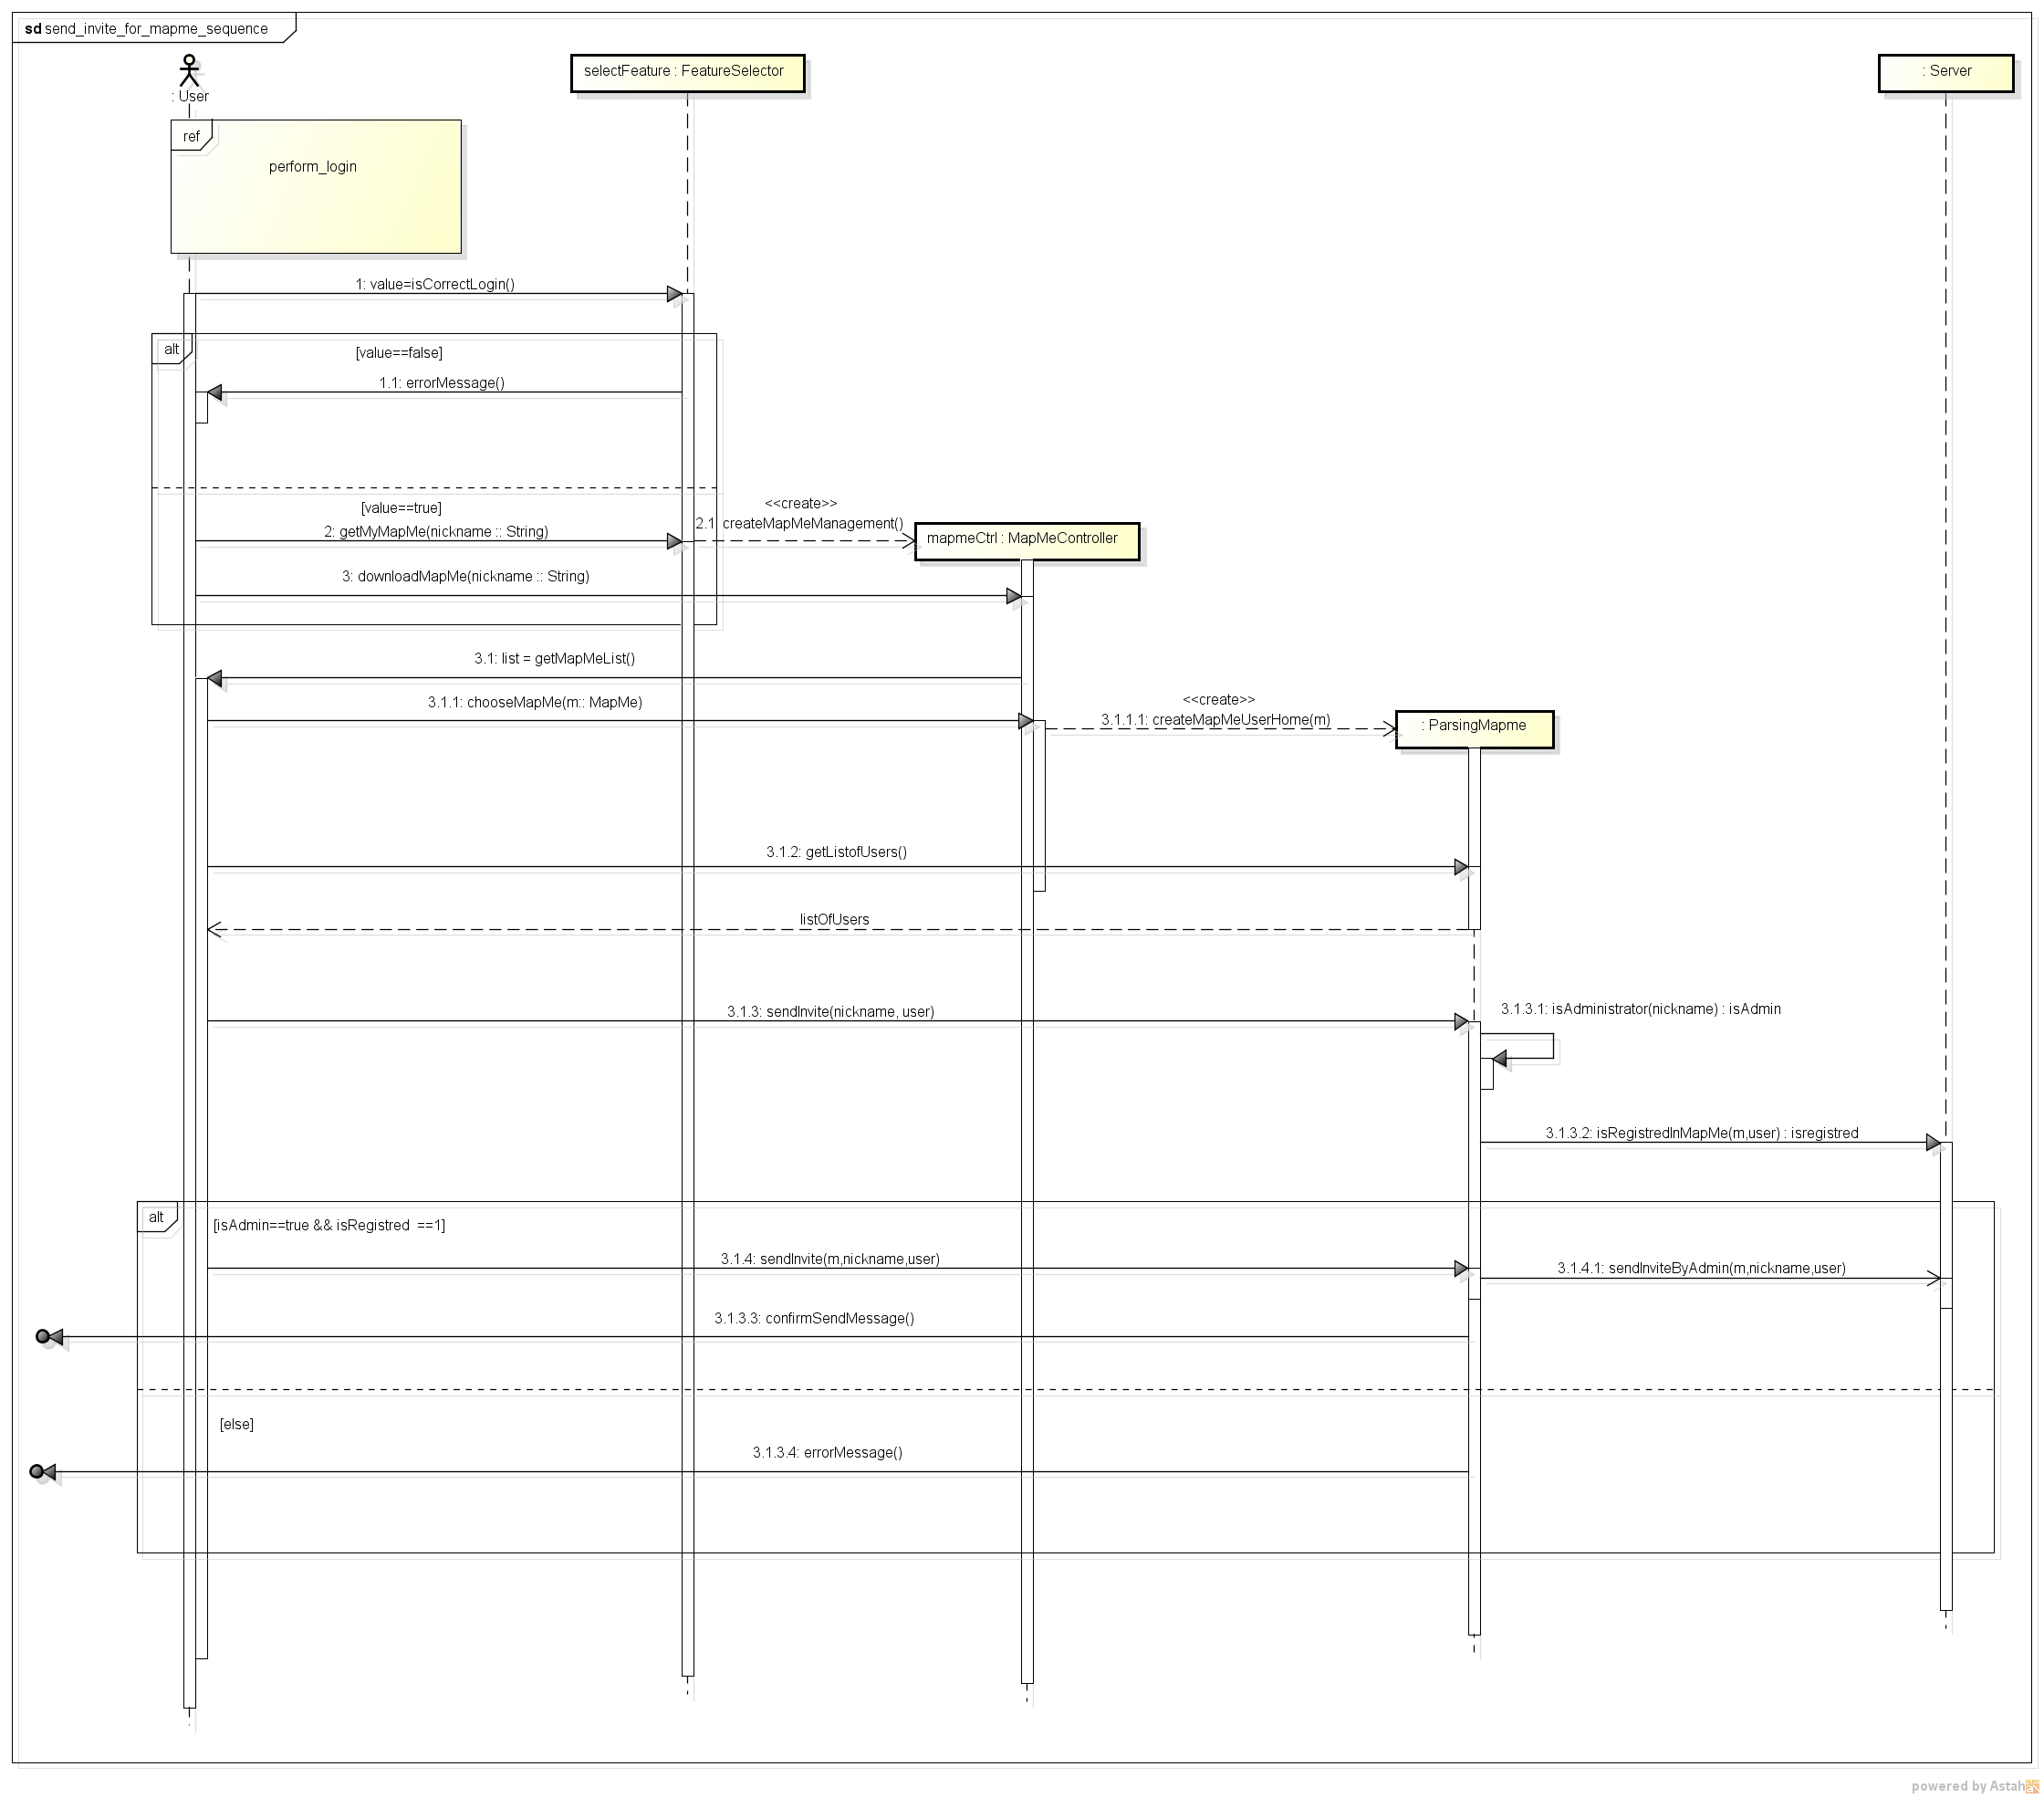 sd send_invite_for_mapme_sequence
selectFeature : FeatureSelector
: Server
: User
ref
perform_login
1: value=isCorrectLogin()
alt
[value==false]
1.1: errorMessage()
[value==true]
<<create>>
2: getMyMapMe(nickname :: String)
2.1: createMapMeManagement()
mapmeCtrl : MapMeController
3: downloadMapMe(nickname :: String)
3.1: list = getMapMeList()
3.1.1: chooseMapMe(m:: MapMe)
<<create>>
3.1.1.1: createMapMeUserHome(m)
: ParsingMapme
3.1.2: getListofUsers()
listOfUsers
3.1.3: sendInvite(nickname, user)
3.1.3.1: isAdministrator(nickname) : isAdmin
3.1.3.2: isRegistredInMapMe(m,user) : isregistred
alt
[isAdmin==true && isRegistred ==1]
3.1.4: sendInvite(m,nickname,user)
3.1.4.1: sendInviteByAdmin(m,nickname,user)
3.1.3.3: confirmSendMessage()
[else]
3.1.3.4: errorMessage()
powered by Astah